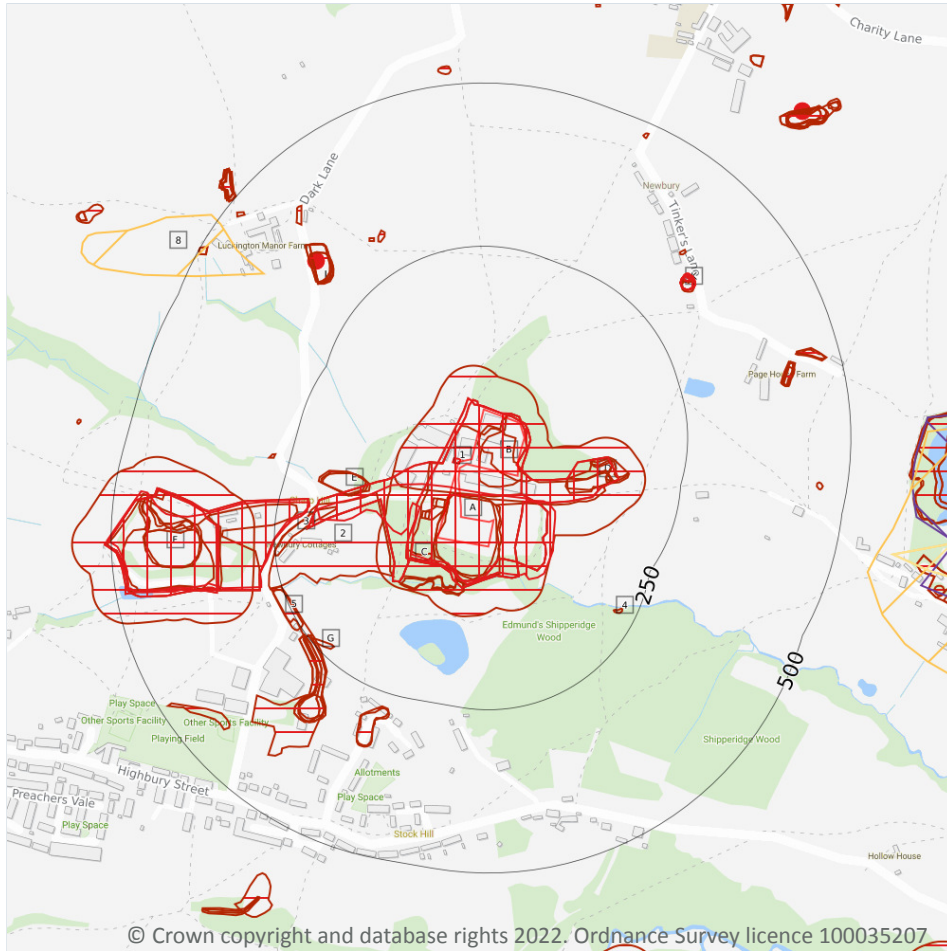 Charity Lane
Dark Lane
Newbury
Tinker's Lane
8
Luckington Manor Farm
Page House Farm
1
B
D
E
A
3
2
F
C
5
4
250
Edmund's Shipperidge
Wood
G
500
Play Space
Other Sports Facility
Other Sports Facility
Playing Field
Shipperidge Wood
Highbury Street
Allotments
Preachers Vale
Play Space
Play Space
Stock Hill
Hollow House
© Crown copyright and database rights 2022. Ordnance Survey licence 100035207.